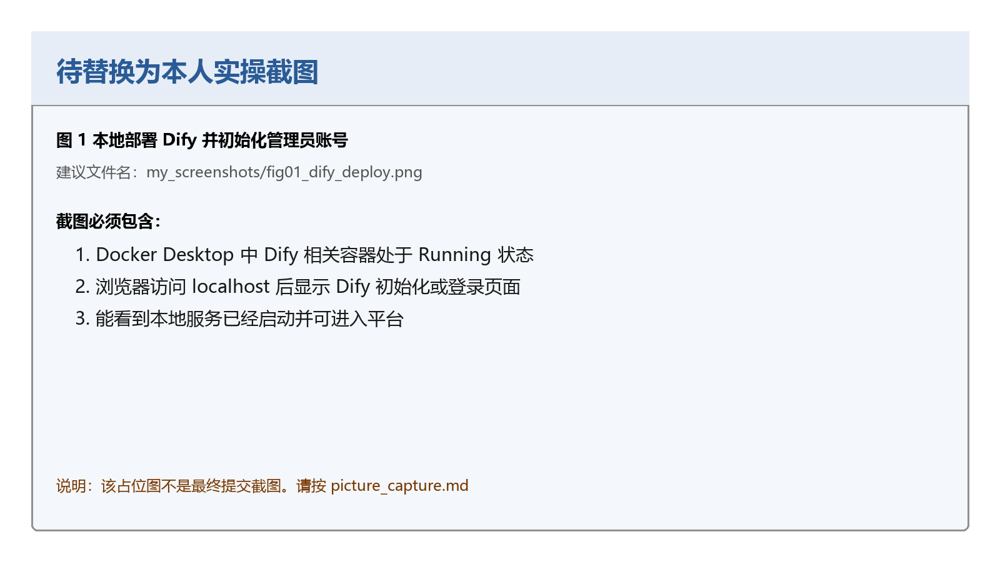 待替换为本人实操截图
图 1 本地部署 Dify 并初始化管理员账号
建议文件名：my_screenshots/fig01_dify_deploy.png
截图必须包含：
1. Docker Desktop 中 Dify 相关容器处于 Running 状态
2. 浏览器访问 localhost 后显示 Dify 初始化或登录页面
3. 能看到本地服务已经启动并可进入平台
说明：该占位图不是最终提交截图。请按 picture_capture.md